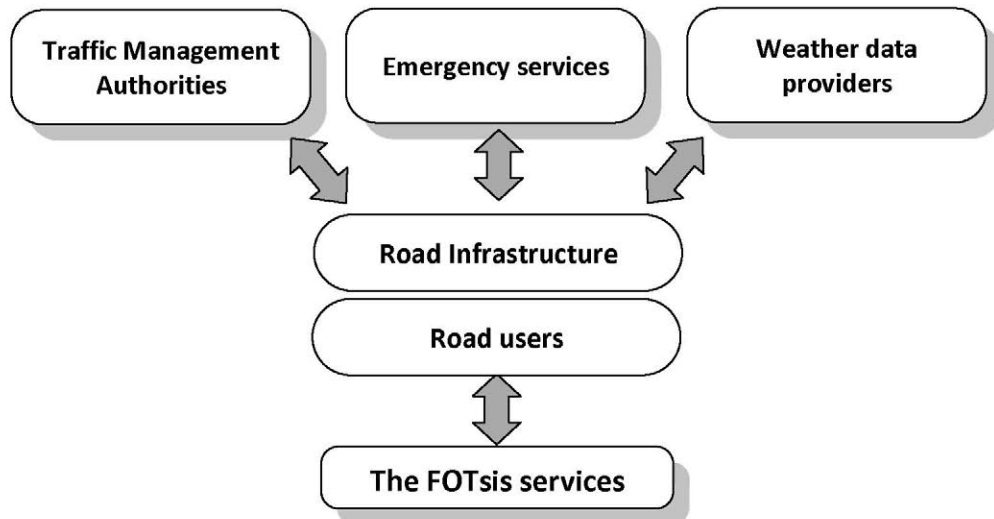 Traffic Management
Authorities
Emergency services
Weather data
providers
Road Infrastructure
Road users
The FOTsis services